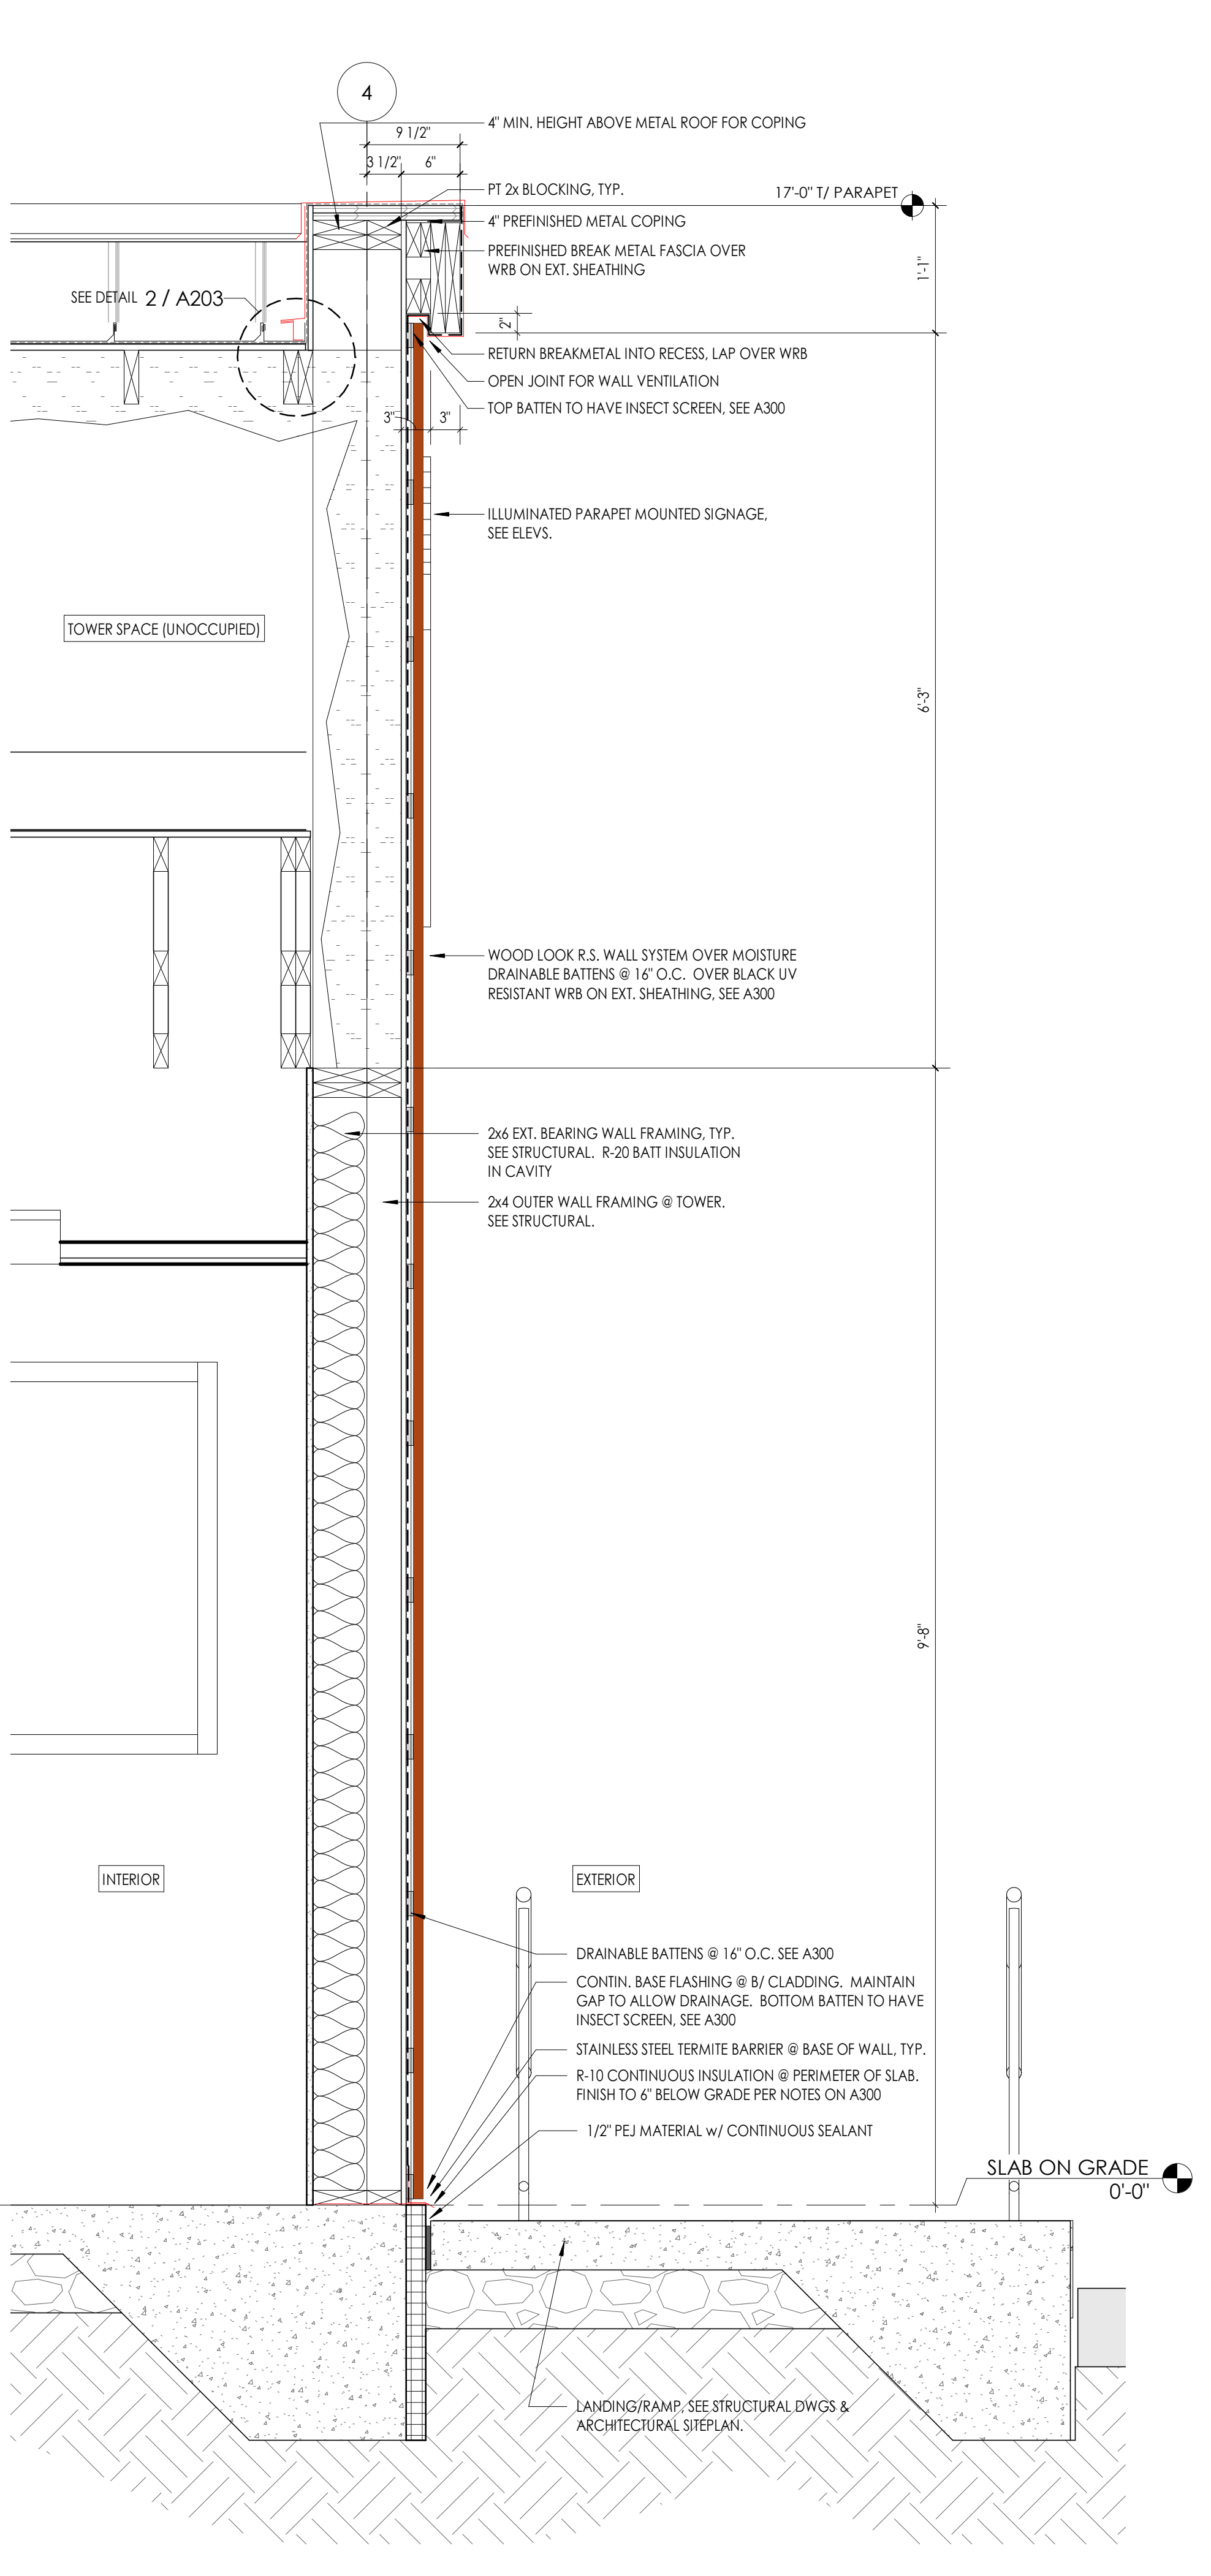 4
4" MIN. HEIGHT ABOVE METAL ROOF FOR COPING
9 1/2"
3 1/2"
6"
PT 2x BLOCKING, TYP.
17'-0" T/ PARAPET
4" PREFINISHED METAL COPING
PREFINISHED BREAK METAL FASCIA OVER
WRB ON EXT. SHEATHING
1'-1"
SEE DETAIL 2 / A203
2"
RETURN BREAKMETAL INTO RECESS, LAP OVER WRB
OPEN JOINT FOR WALL VENTILATION
TOP BATTEN TO HAVE INSECT SCREEN, SEE A300
3"
3"
ILLUMINATED PARAPET MOUNTED SIGNAGE,
SEE ELEVS.
TOWER SPACE (UNOCCUPIED)
6'-3"
WOOD LOOK R.S. WALL SYSTEM OVER MOISTURE
DRAINABLE BATTENS @ 16" O.C. OVER BLACK UV
RESISTANT WRB ON EXT. SHEATHING, SEE A300
2x6 EXT. BEARING WALL FRAMING, TYP.
SEE STRUCTURAL. R-20 BATT INSULATION
IN CAVITY
2x4 OUTER WALL FRAMING @ TOWER.
SEE STRUCTURAL.
9'-8"
INTERIOR
EXTERIOR
DRAINABLE BATTENS @ 16" O.C. SEE A300
CONTIN. BASE FLASHING @ B/ CLADDING. MAINTAIN
GAP TO ALLOW DRAINAGE. BOTTOM BATTEN TO HAVE
INSECT SCREEN, SEE A300
STAINLESS STEEL TERMITE BARRIER @ BASE OF WALL, TYP.
R-10 CONTINUOUS INSULATION @ PERIMETER OF SLAB.
FINISH TO 6" BELOW GRADE PER NOTES ON A300
1/2" PEJ MATERIAL w/ CONTINUOUS SEALANT
SLAB ON GRADE
0'-0"
LANDING/RAMP, SEE STRUCTURAL DWGS &
ARCHITECTURAL SITEPLAN.